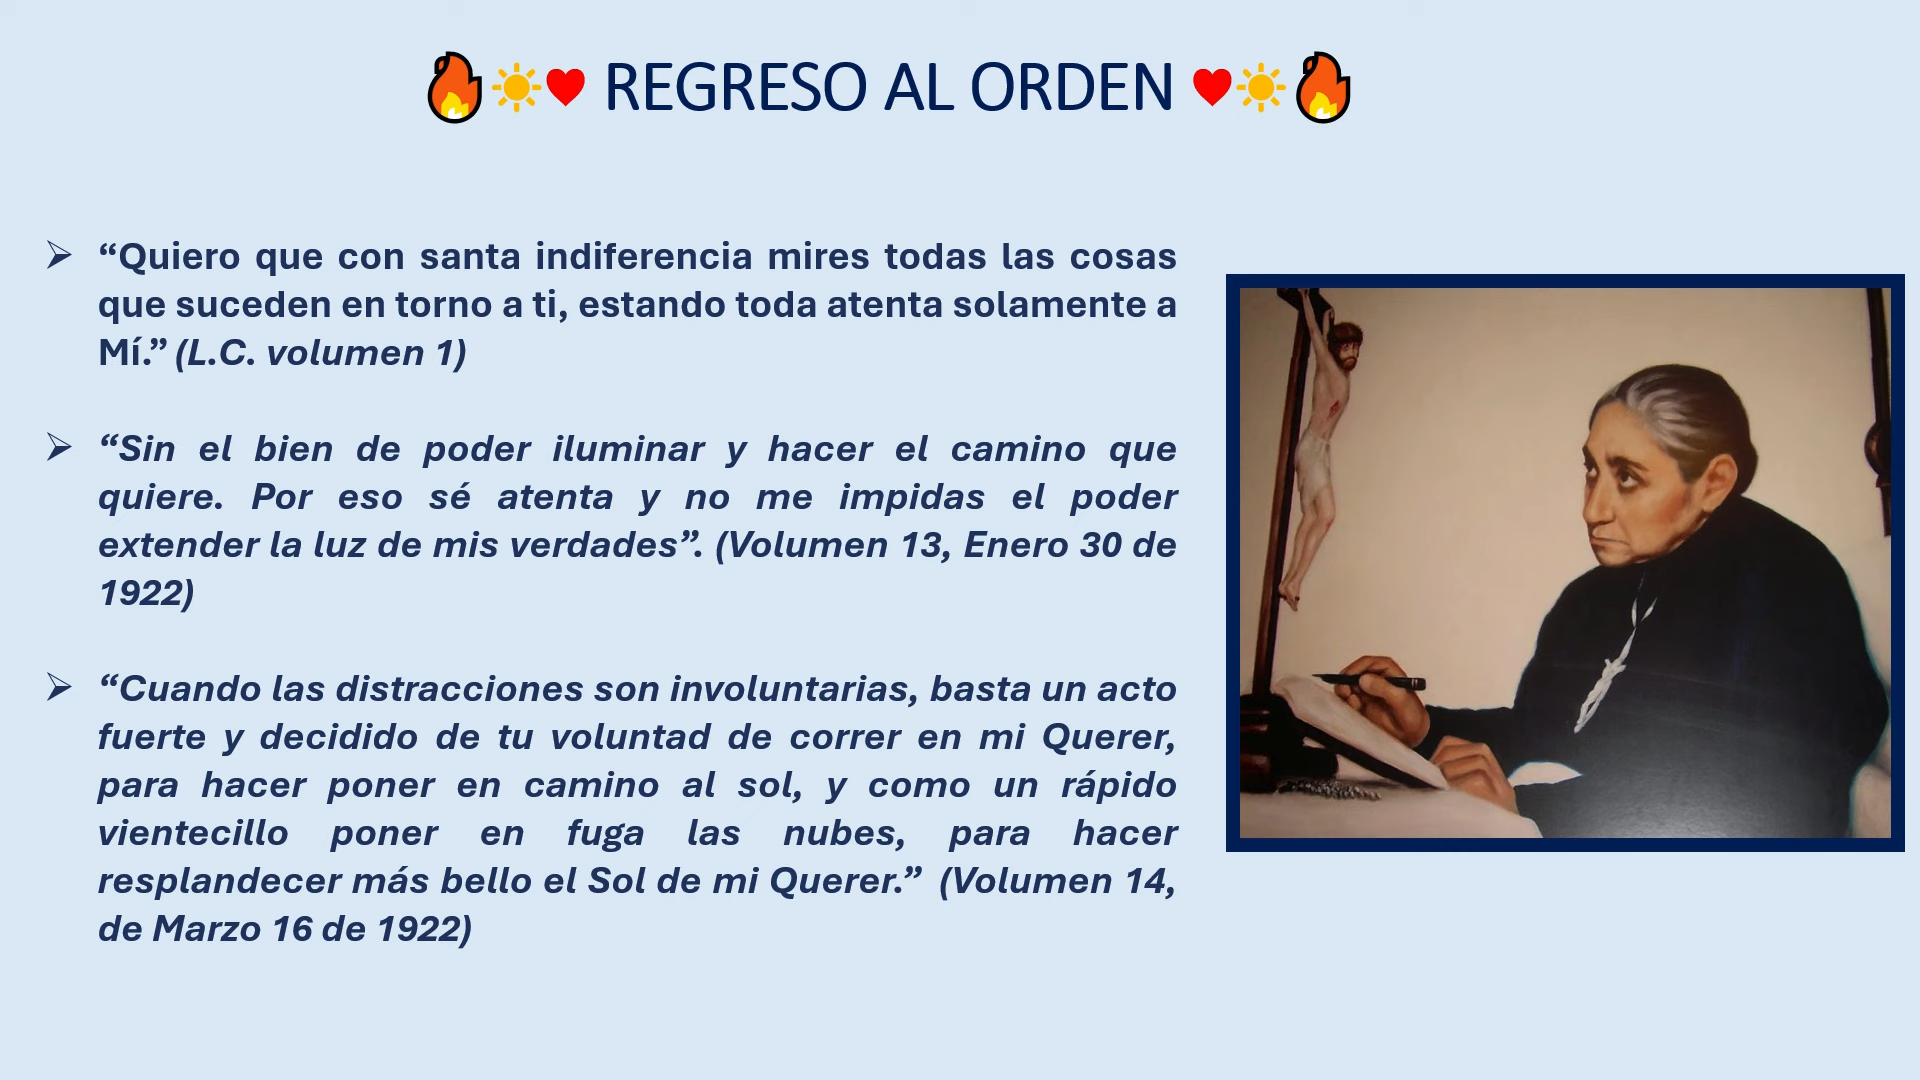 🔥☀❤ REGRESO AL ORDEN ❤☀🔥
➢ “Quiero que con santa indiferencia mires todas las cosas
que suceden en torno a ti, estando toda atenta solamente a
Mí.” (L.C. volumen 1)
➢ “Sin el bien de poder iluminar y hacer el camino que
quiere. Por eso sé atenta y no me impidas el poder
extender la luz de mis verdades”. (Volumen 13, Enero 30 de
1922)
➢ “Cuando las distracciones son involuntarias, basta un acto
fuerte y decidido de tu voluntad de correr en mi Querer,
para hacer poner en camino al sol, y como un rápido
vientecillo poner en fuga las nubes, para hacer
resplandecer más bello el Sol de mi Querer.” (Volumen 14,
de Marzo 16 de 1922)